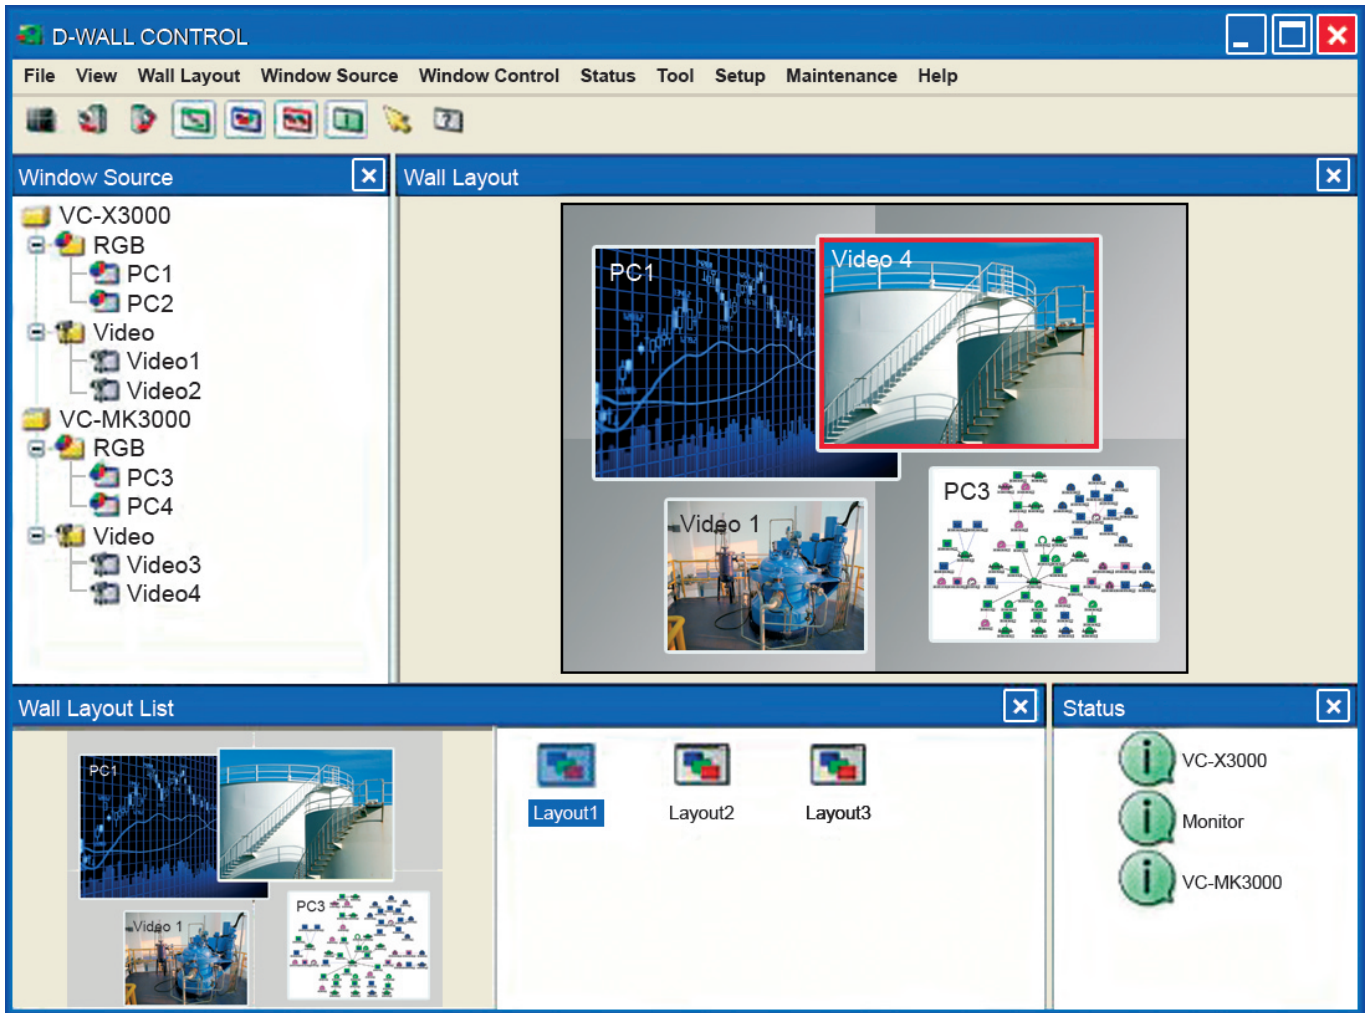 D-WALL CONTROL
File View Wall Layout Window Source Window Control Status Tool Setup Maintenance Help
Window Source
VC-X3000
RGB
PC1
PC2
Video
Video1
Video2
VC-MK3000
RGB
PC3
PC4
Video
Video3
Video4
Wall Layout
PC1
Video 4
Video 1
PC3
Wall Layout List
PC1
Video 1
PC3
Layout1
Layout2
Layout3
Status
VC-X3000
Monitor
VC-MK3000